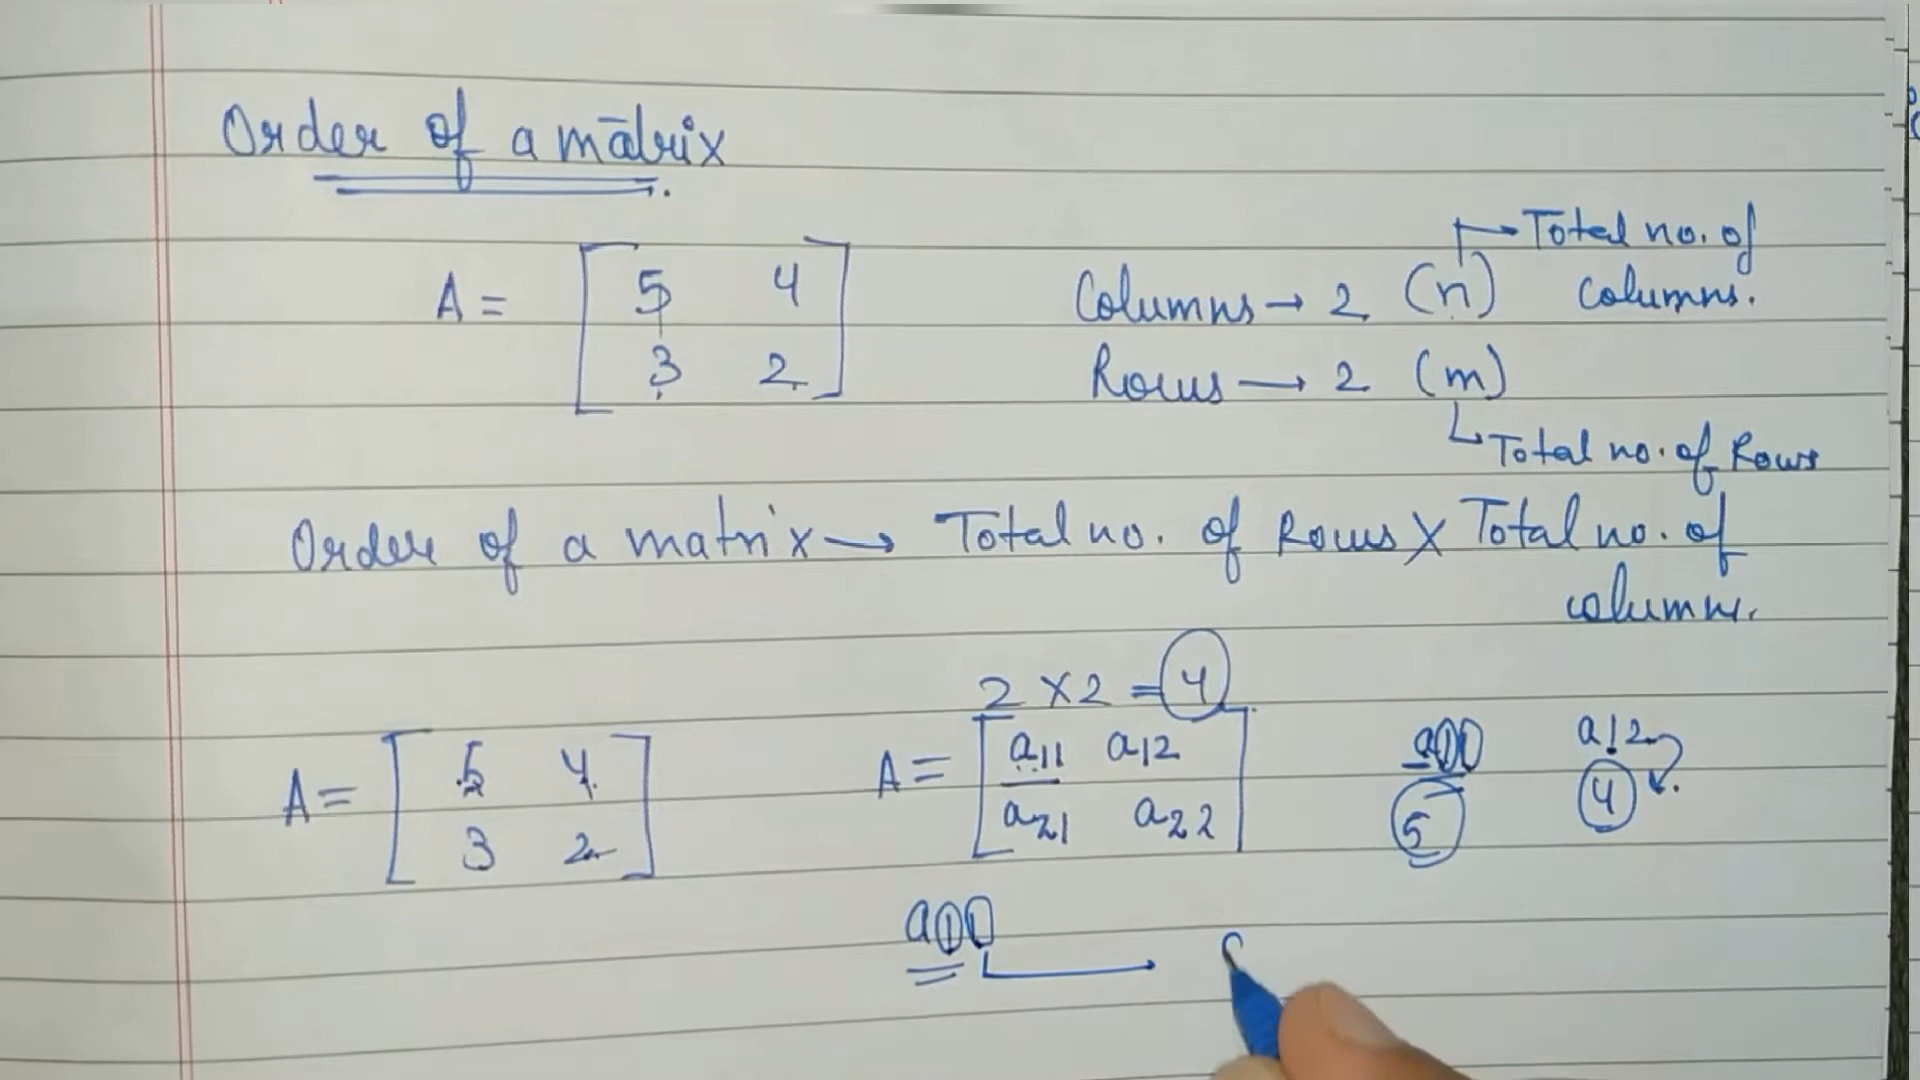 Order of a matrix
Total no. of
columns.
A = [ 5 4
3 2 ]
Columns → 2 (n)
Rows → 2 (m)
Total no. of Rows
Order of a matrix → Total no. of Rows X Total no. of
columns.
2 X 2 = 4
A = [ 5 4
3 2 ]
A = [ a11 a12
a21 a22 ]
a11
5
a12
4
a11